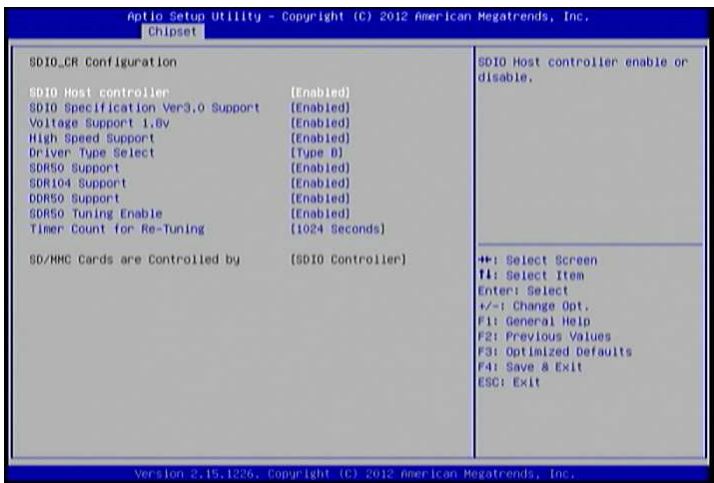 Aptio Setup Utility - Copyright (C) 2012 American Megatrends, Inc.
Chipset
SDIO_CR Configuration
SDIO Host controller [Enabled]
SDIO Specification Ver3.0 Support [Enabled]
Voltage Support 1.8v [Enabled]
High Speed Support [Enabled]
Driver Type Select [Type B]
SDR50 Support [Enabled]
SDR104 Support [Enabled]
DDR50 Support [Enabled]
SDR50 Tuning Enable [Enabled]
Timer Count for Re-Tuning [1024 Seconds]
SD/MMC Cards are Controlled by [SDIO Controller]
SDIO Host controller enable or
disable.
→←: Select Screen
↑↓: Select Item
Enter: Select
+/-: Change Opt.
F1: General Help
F2: Previous Values
F3: Optimized Defaults
F4: Save & Exit
ESC: Exit
Version 2.15.1226. Copyright (C) 2012 American Megatrends, Inc.